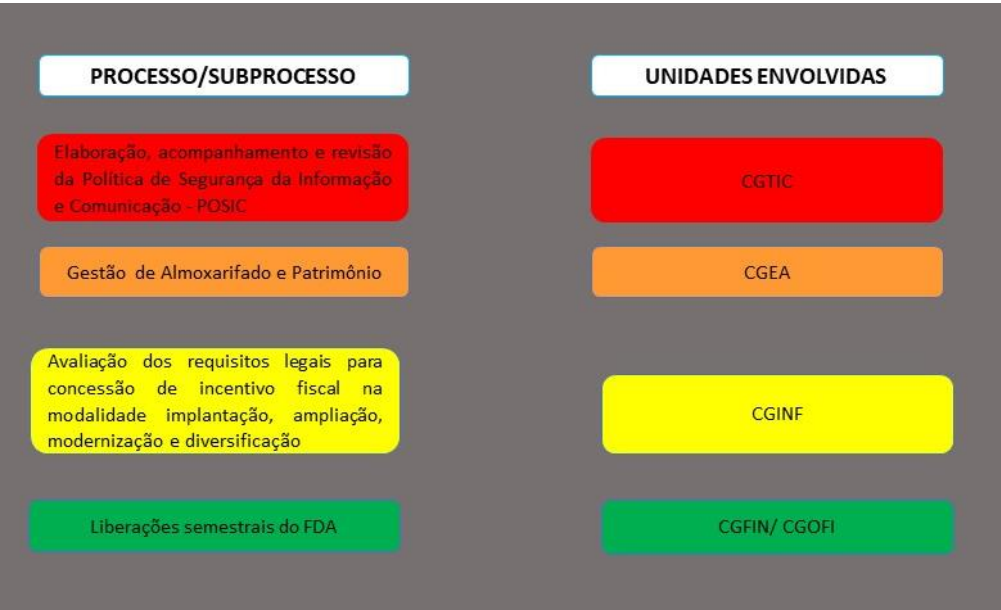 PROCESSO/SUBPROCESSO
UNIDADES ENVOLVIDAS
Elaboração, acompanhamento e revisão
da Política de Segurança da Informação
e Comunicação - POSIC
CGTIC
Gestão de Almoxarifado e Patrimônio
CGEA
Avaliação dos requisitos legais para
concessão de incentivo fiscal na
modalidade implantação, ampliação,
modernização e diversificação
CGINF
Liberações semestrais do FDA
CGFIN/ CGOFI